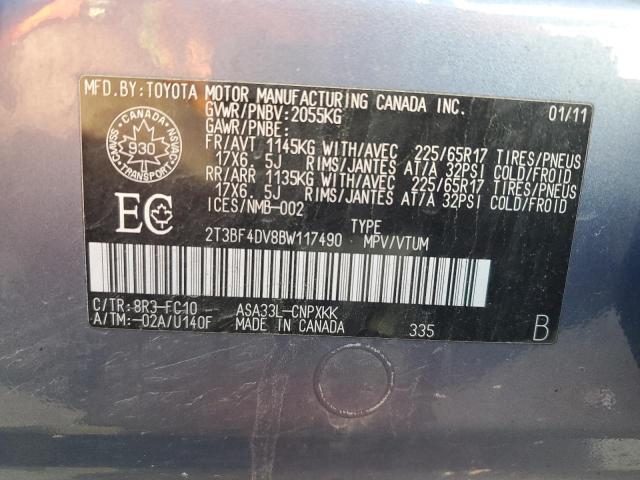 MFD.BY:TOYOTA MOTOR MANUFACTURING CANADA INC.
GVWR/PNBV:2055KG 01/11
GAWR/PNBE:
FR/AVT 1145KG WITH/AVEC 225/65R17 TIRES/PNEUS
17X6.5J RIMS/JANTES AT/A 32PSI COLD/FROID
RR/ARR 1135KG WITH/AVEC 225/65R17 TIRES/PNEUS
17X6.5J RIMS/JANTES AT/A 32PSI COLD/FROID
ICES/NMB-002
CANADA
CMVSS
NSVAC
930
TRANSPORT
EC
TYPE
2T3BF4DV8BW117490 MPV/VTUM
C/TR:8R3-FC10 ASA33L-CNPXKK
A/TM:-02A/U140F MADE IN CANADA 335 B